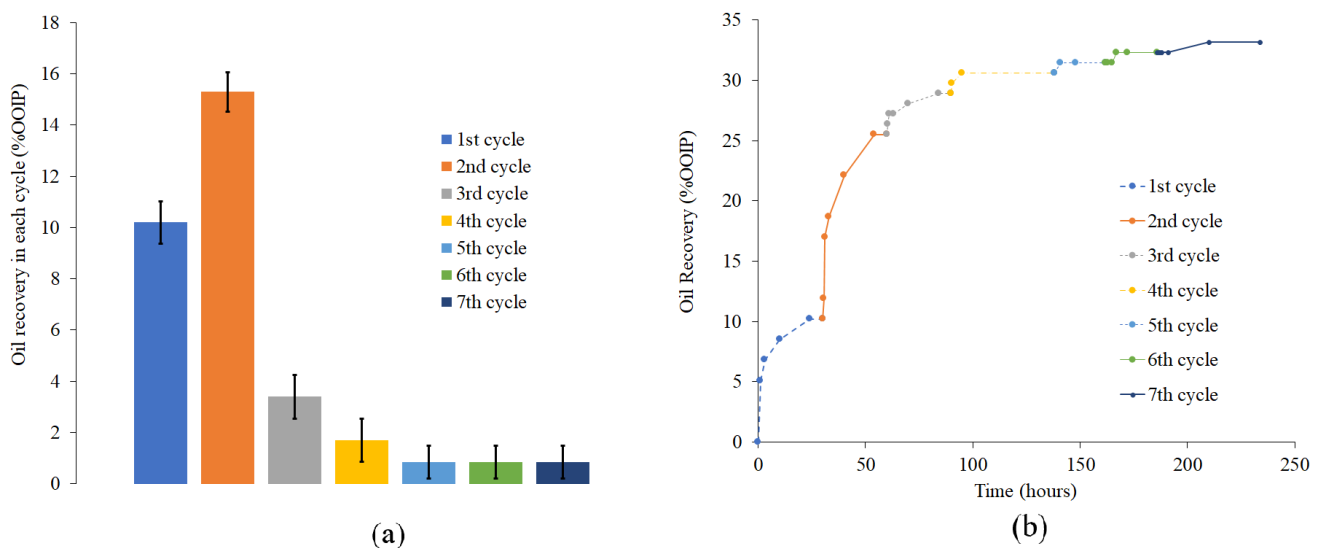 Oil recovery in each cycle (%OOIP)
18
16
14
12
10
8
6
4
2
0
1st cycle
2nd cycle
3rd cycle
4th cycle
5th cycle
6th cycle
7th cycle
(a)
Oil Recovery (%OOIP)
35
30
25
20
15
10
5
0
0 50 100 150 200 250
Time (hours)
1st cycle
2nd cycle
3rd cycle
4th cycle
5th cycle
6th cycle
7th cycle
(b)